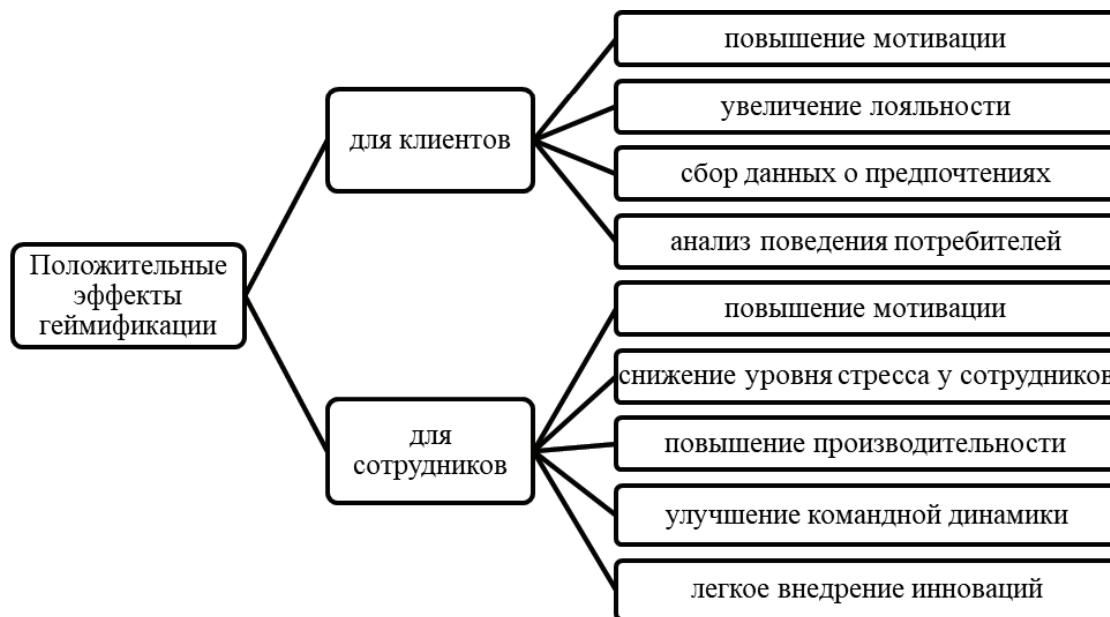 Положительные
эффекты
геймификации
для клиентов
повышение мотивации
увеличение лояльности
сбор данных о предпочтениях
анализ поведения потребителей
для
сотрудников
повышение мотивации
снижение уровня стресса у сотрудников
повышение производительности
улучшение командной динамики
легкое внедрение инноваций